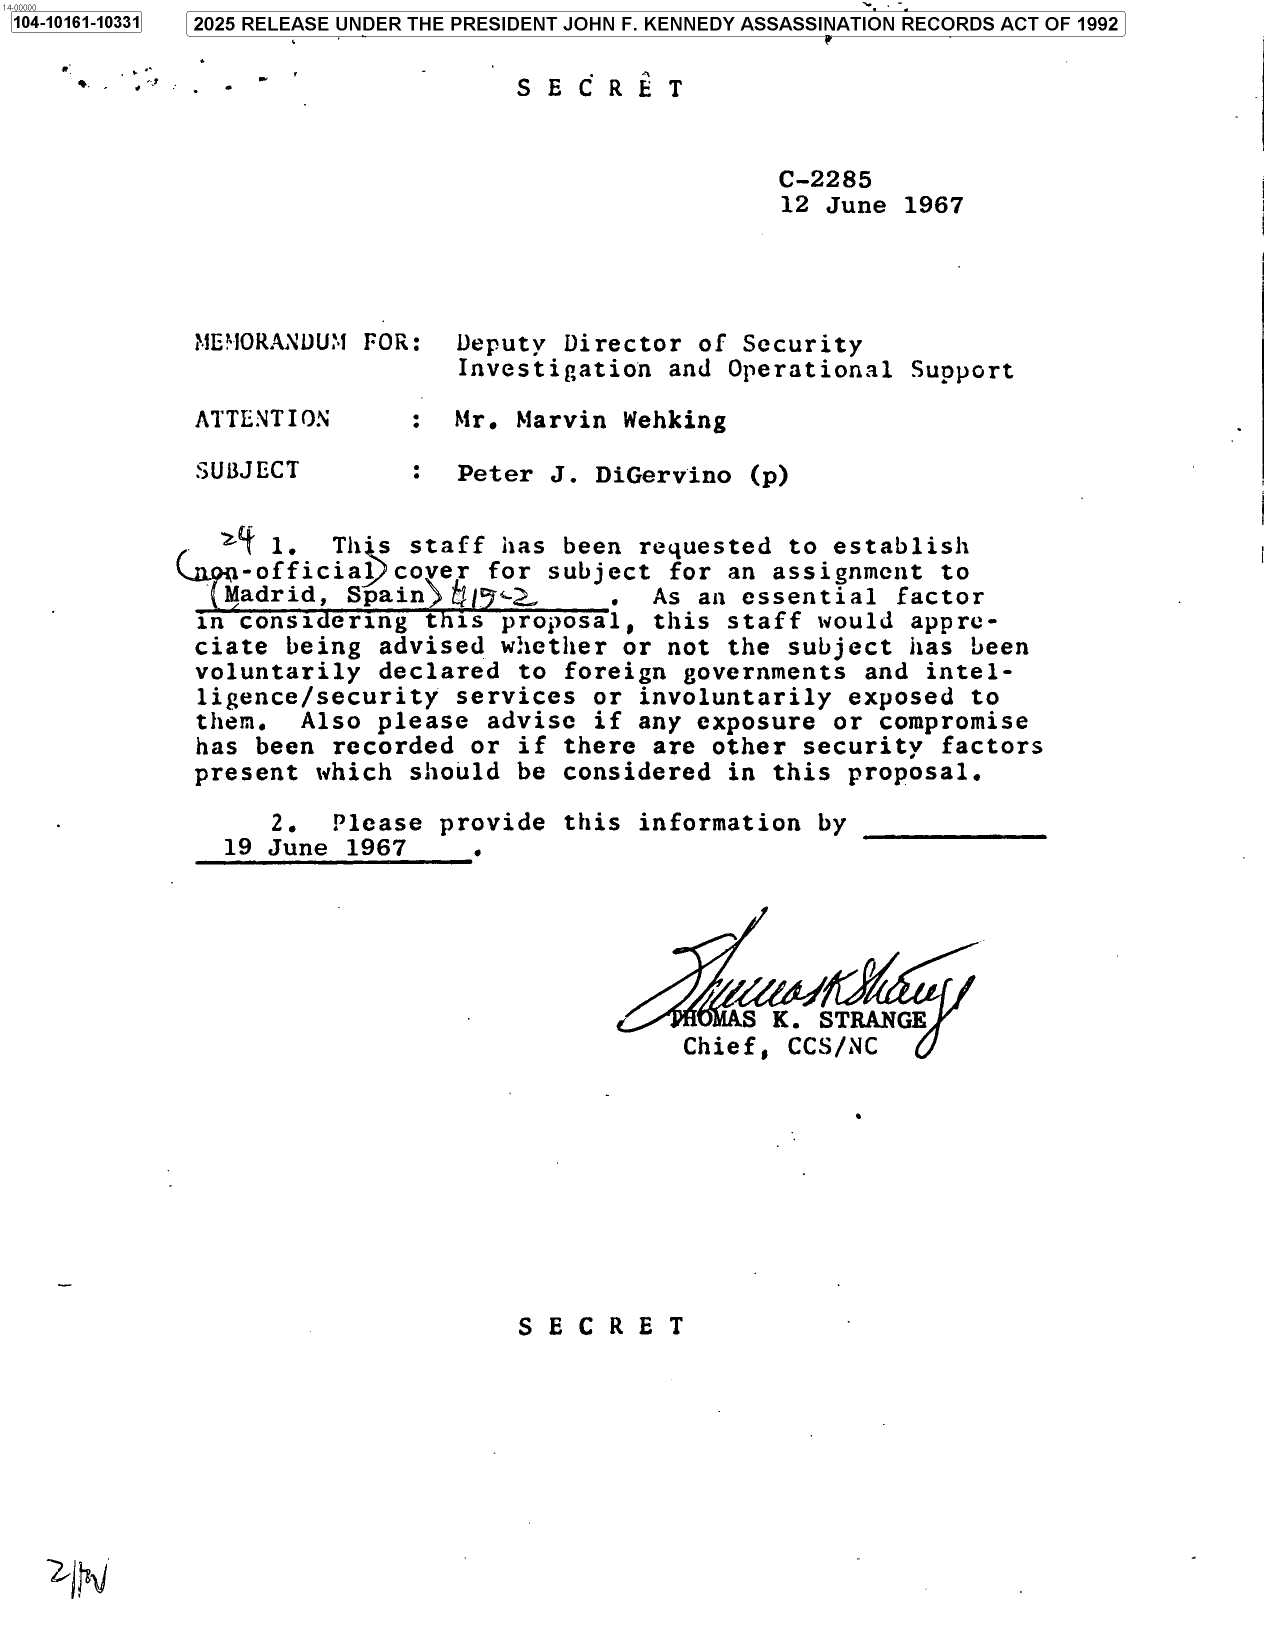 14-00000
104-10161-10331
2025 RELEASE UNDER THE PRESIDENT JOHN F. KENNEDY ASSASSINATION RECORDS ACT OF 1992
S E C R E T
C-2285
12 June 1967
MEMORANDUM FOR: Deputy Director of Security
Investigation and Operational Support
ATTENTION : Mr. Marvin Wehking
SUBJECT : Peter J. DiGervino (p)
24 1. This staff has been requested to establish
(non-official) cover for subject for an assignment to
(Madrid, Spain) . As an essential factor
in considering this proposal, this staff would appre-
ciate being advised whether or not the subject has been
voluntarily declared to foreign governments and intel-
ligence/security services or involuntarily exposed to
them. Also please advise if any exposure or compromise
has been recorded or if there are other security factors
present which should be considered in this proposal.
2. Please provide this information by
19 June 1967 .
Thomas K Strange
THOMAS K. STRANGE
Chief, CCS/NC
S E C R E T